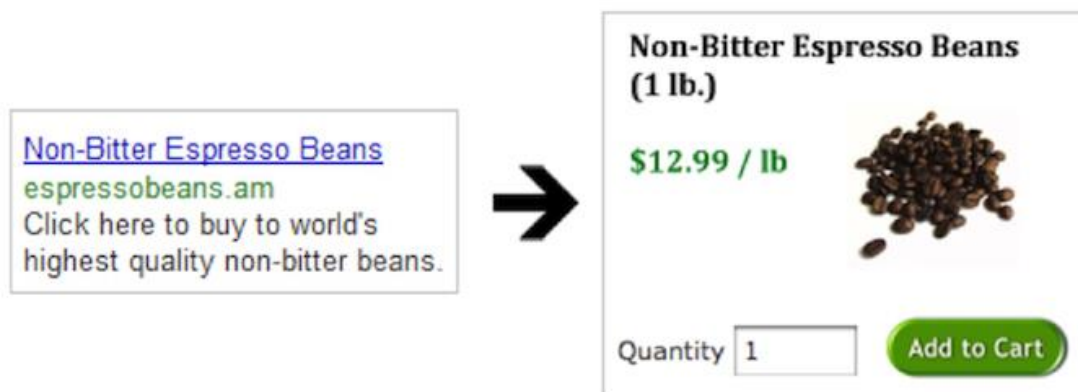 Non-Bitter Espresso Beans
espressobeans.am
Click here to buy to world's
highest quality non-bitter beans.
Non-Bitter Espresso Beans
(1 lb.)
$12.99 / lb
Quantity 1
Add to Cart